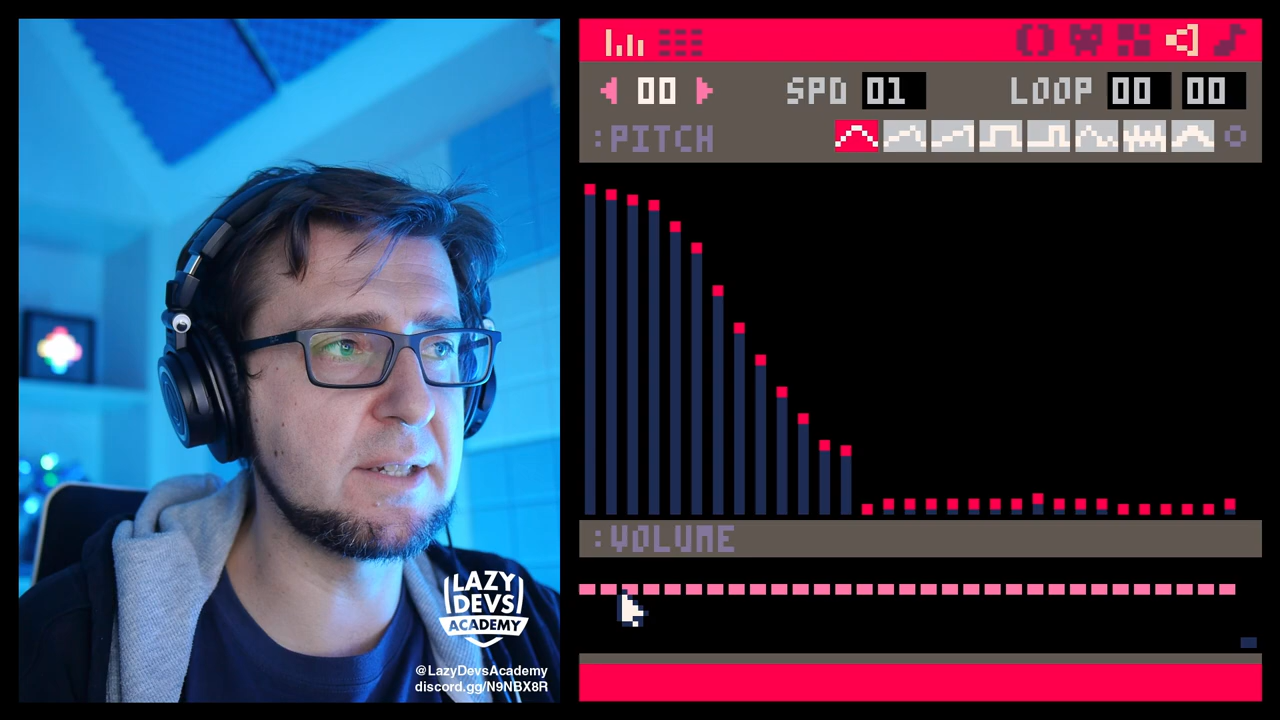 00 SPD 01 LOOP 00 00
:PITCH
:VOLUME
LAZY
DEVS
ACADEMY
@LazyDevsAcademy
discord.gg/N9NBX8R